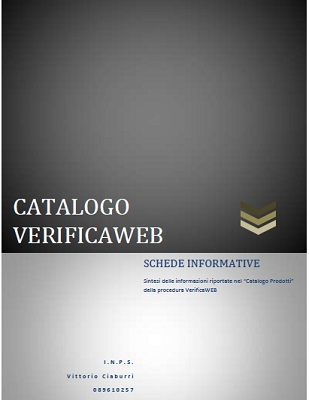 CATALOGO
VERIFICAWEB
SCHEDE INFORMATIVE
Sintesi delle informazioni riportate nel "Catalogo Prodotti"
della procedura VerificaWEB
I.N.P.S.
Vittorio Ciaburri
089610257